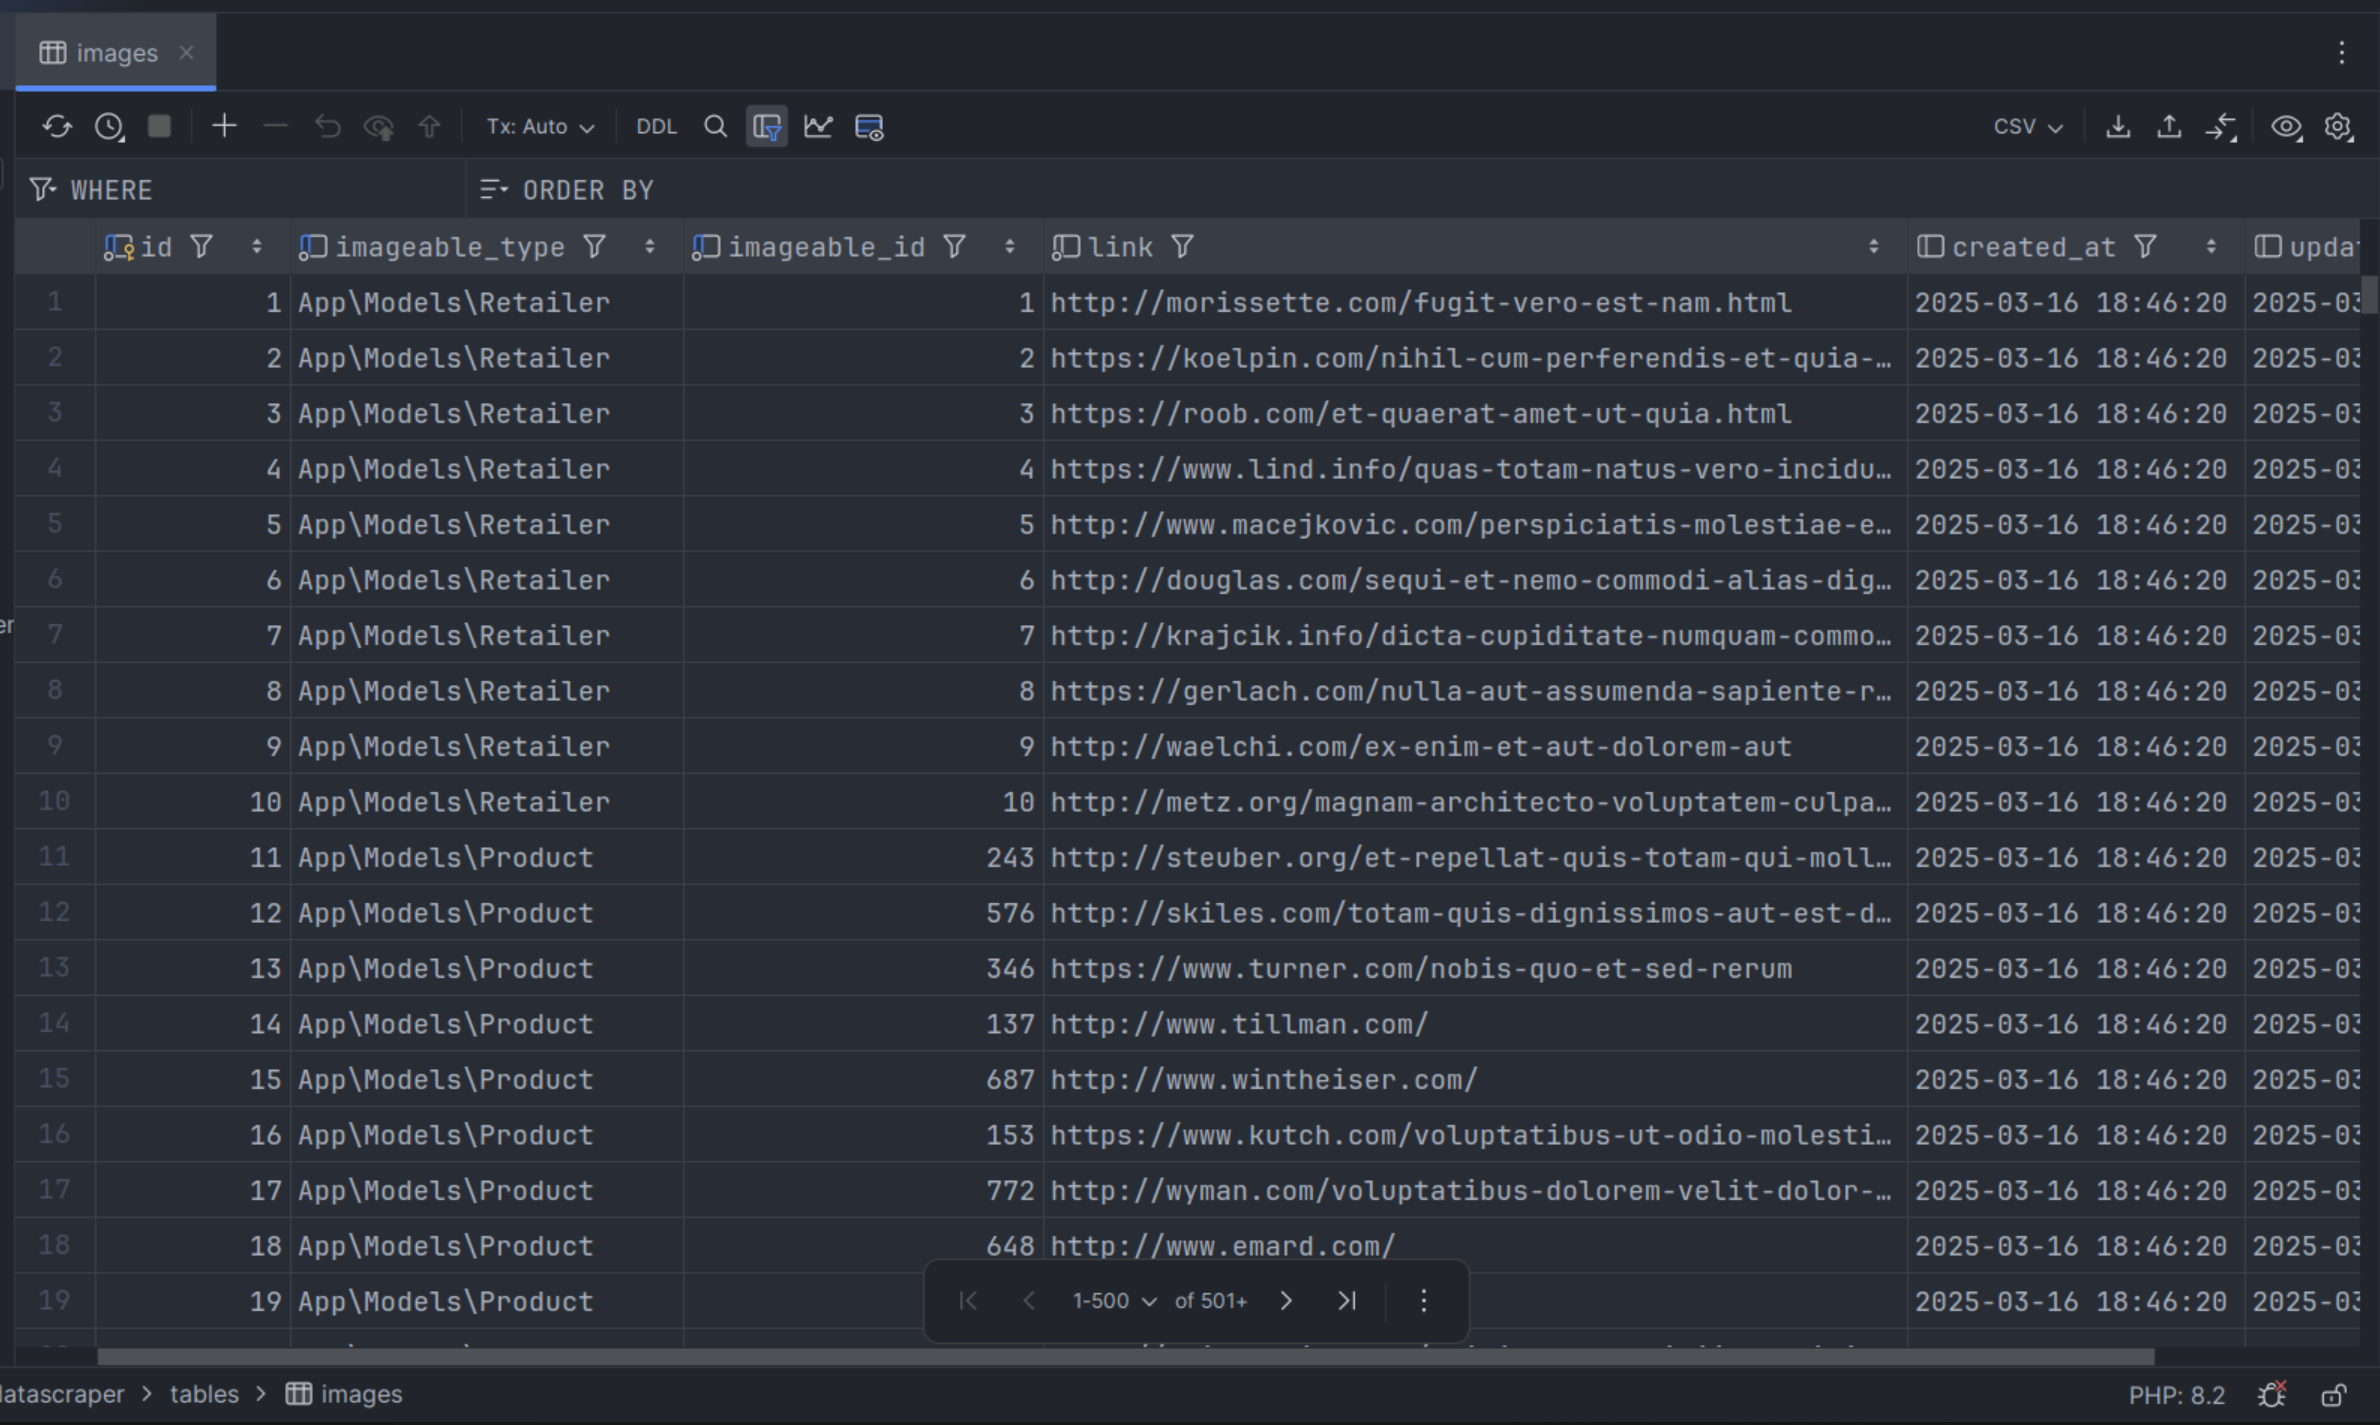 images
Tx: Auto DDL CSV
WHERE ORDER BY
id imageable_type imageable_id link created_at
1 1 App\Models\Retailer 1 http://morissette.com/fugit-vero-est-nam.html 2025-03-16 18:46:20 2025-03
2 2 App\Models\Retailer 2 https://koelpin.com/nihil-cum-perferendis-et-quia-… 2025-03-16 18:46:20 2025-03
3 3 App\Models\Retailer 3 https://roob.com/et-quaerat-amet-ut-quia.html 2025-03-16 18:46:20 2025-03
4 4 App\Models\Retailer 4 https://www.lind.info/quas-totam-natus-vero-incidu… 2025-03-16 18:46:20 2025-03
5 5 App\Models\Retailer 5 http://www.macejkovic.com/perspiciatis-molestiae-e… 2025-03-16 18:46:20 2025-03
6 6 App\Models\Retailer 6 http://douglas.com/sequi-et-nemo-commodi-alias-dig… 2025-03-16 18:46:20 2025-03
7 7 App\Models\Retailer 7 http://krajcik.info/dicta-cupiditate-numquam-commo… 2025-03-16 18:46:20 2025-03
8 8 App\Models\Retailer 8 https://gerlach.com/nulla-aut-assumenda-sapiente-r… 2025-03-16 18:46:20 2025-03
9 9 App\Models\Retailer 9 http://waelchi.com/ex-enim-et-aut-dolorem-aut 2025-03-16 18:46:20 2025-03
10 10 App\Models\Retailer 10 http://metz.org/magnam-architecto-voluptatem-culpa… 2025-03-16 18:46:20 2025-03
11 11 App\Models\Product 243 http://steuber.org/et-repellat-quis-totam-qui-moll… 2025-03-16 18:46:20 2025-03
12 12 App\Models\Product 576 http://skiles.com/totam-quis-dignissimos-aut-est-d… 2025-03-16 18:46:20 2025-03
13 13 App\Models\Product 346 https://www.turner.com/nobis-quo-et-sed-rerum 2025-03-16 18:46:20 2025-03
14 14 App\Models\Product 137 http://www.tillman.com/ 2025-03-16 18:46:20 2025-03
15 15 App\Models\Product 687 http://www.wintheiser.com/ 2025-03-16 18:46:20 2025-03
16 16 App\Models\Product 153 https://www.kutch.com/voluptatibus-ut-odio-molesti… 2025-03-16 18:46:20 2025-03
17 17 App\Models\Product 772 http://wyman.com/voluptatibus-dolorem-velit-dolor-… 2025-03-16 18:46:20 2025-03
18 18 App\Models\Product 648 http://www.emard.com/ 2025-03-16 18:46:20 2025-03
19 19 App\Models\Product 2025-03-16 18:46:20 2025-03
1-500 of 501+
datascraper > tables > images PHP: 8.2